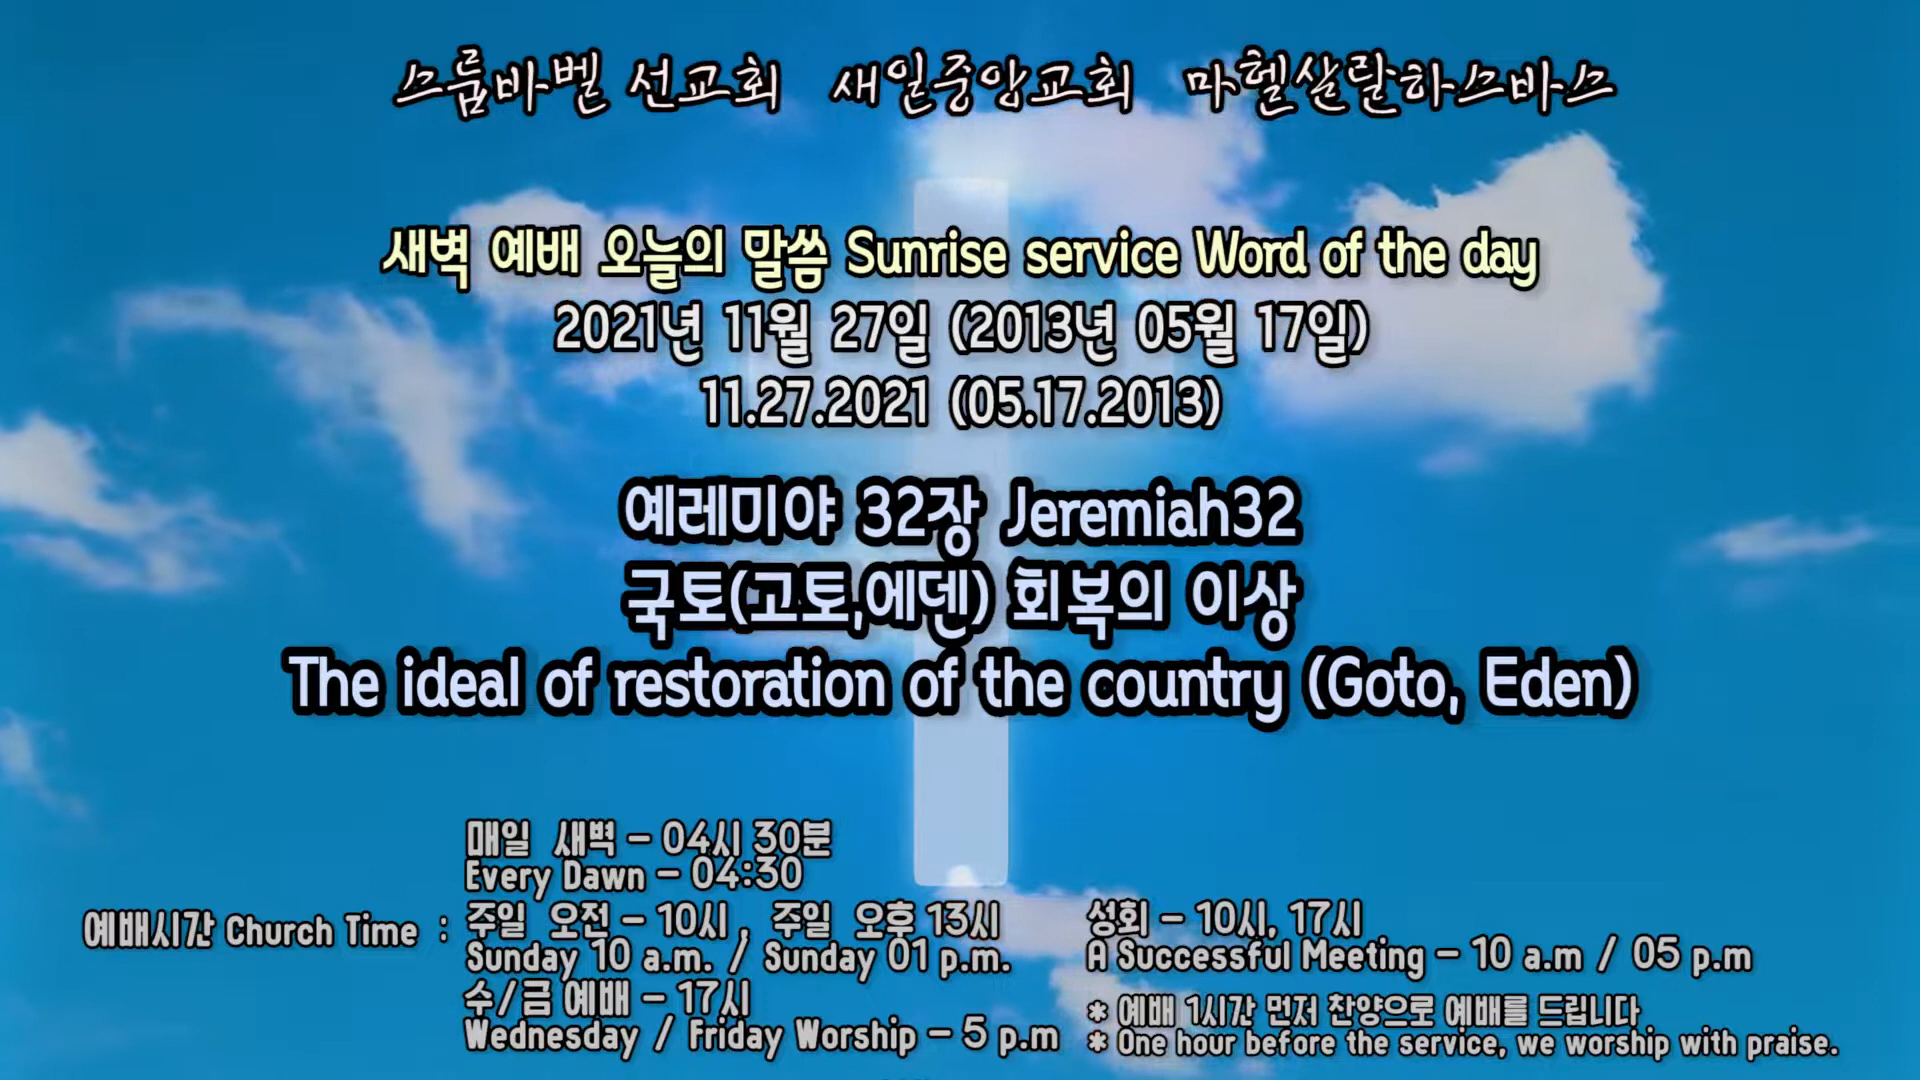 스룹바벨 선교회 새일중앙교회 마헬살랄하스바스
새벽 예배 오늘의 말씀 Sunrise service Word of the day
2021년 11월 27일 (2013년 05월 17일)
11.27.2021 (05.17.2013)
예레미야 32장 Jeremiah32
국토(고토,에덴) 회복의 이상
The ideal of restoration of the country (Goto, Eden)
예배시간 Church Time :
매일 새벽 - 04시 30분
Every Dawn - 04:30
주일 오전 - 10시 , 주일 오후 13시
Sunday 10 a.m. / Sunday 01 p.m.
수/금 예배 - 17시
Wednesday / Friday Worship - 5 p.m
성회 - 10시, 17시
A Successful Meeting - 10 a.m / 05 p.m
* 예배 1시간 먼저 찬양으로 예배를 드립니다
* One hour before the service, we worship with praise.